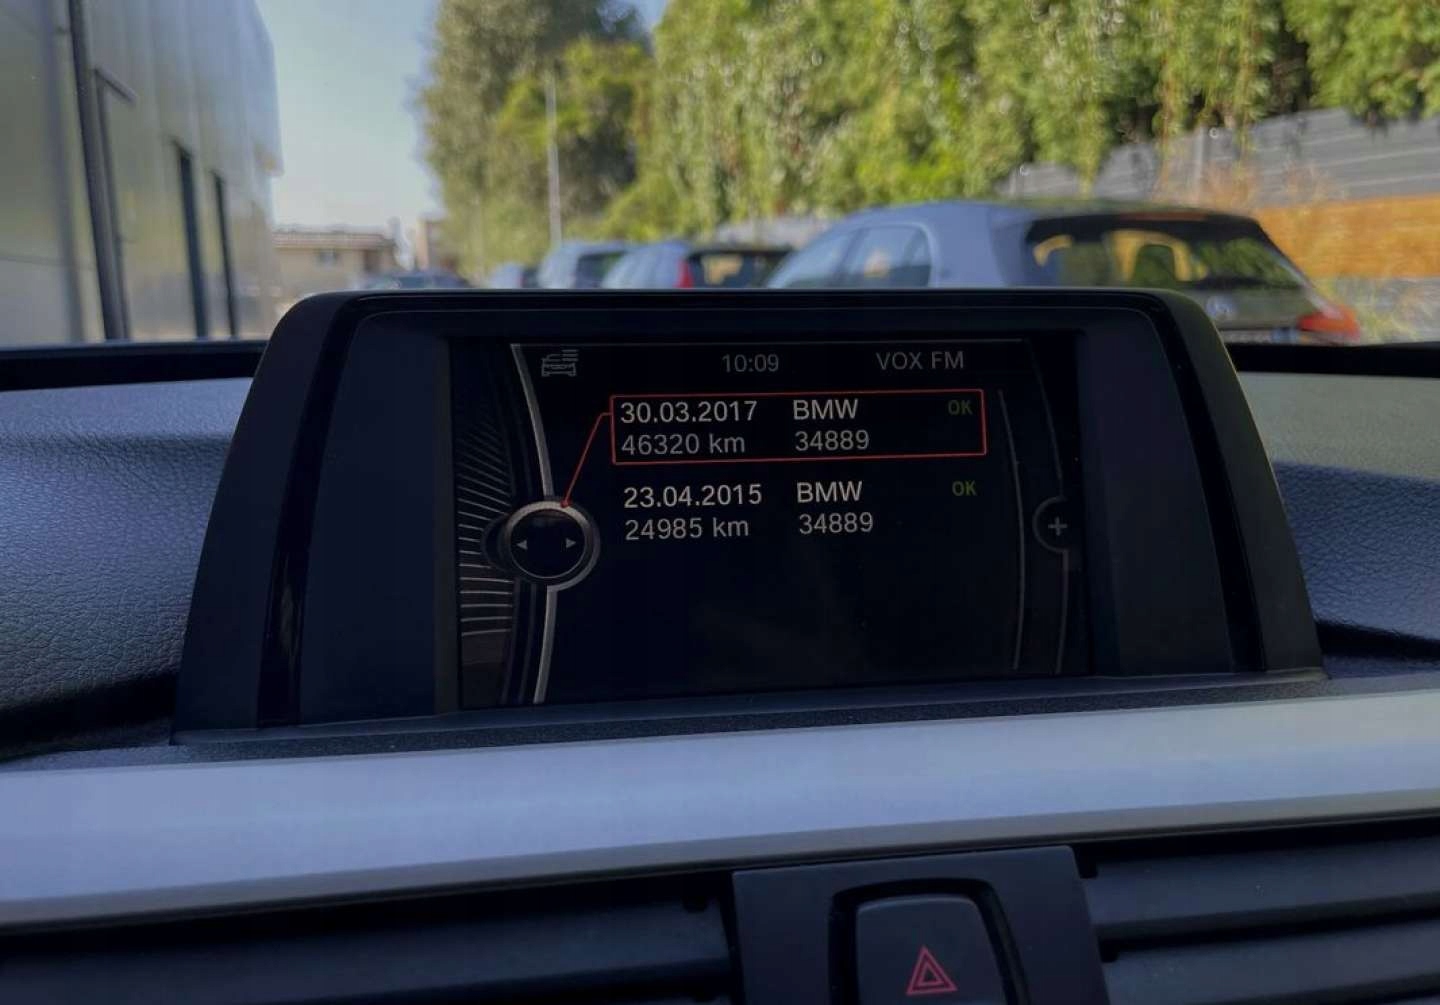 10:09 VOX FM
30.03.2017 BMW OK
46320 km 34889
23.04.2015 BMW OK
24985 km 34889
+